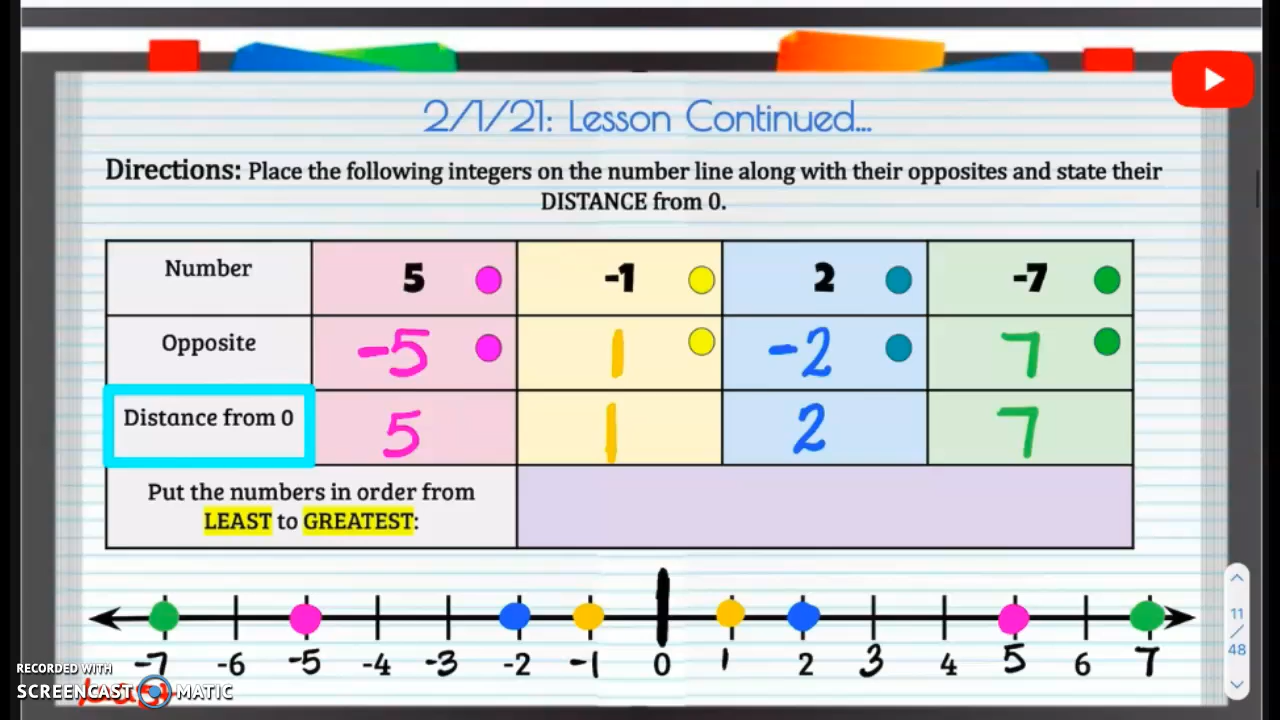 2/1/21: Lesson Continued...
Directions: Place the following integers on the number line along with their opposites and state their
DISTANCE from 0.
Number 5 -1 2 -7
Opposite -5 1 -2 7
Distance from 0 5 1 2 7
Put the numbers in order from
LEAST to GREATEST:
-7 -6 -5 -4 -3 -2 -1 0 1 2 3 4 5 6 7
11
/
48
RECORDED WITH
SCREENCAST MATIC